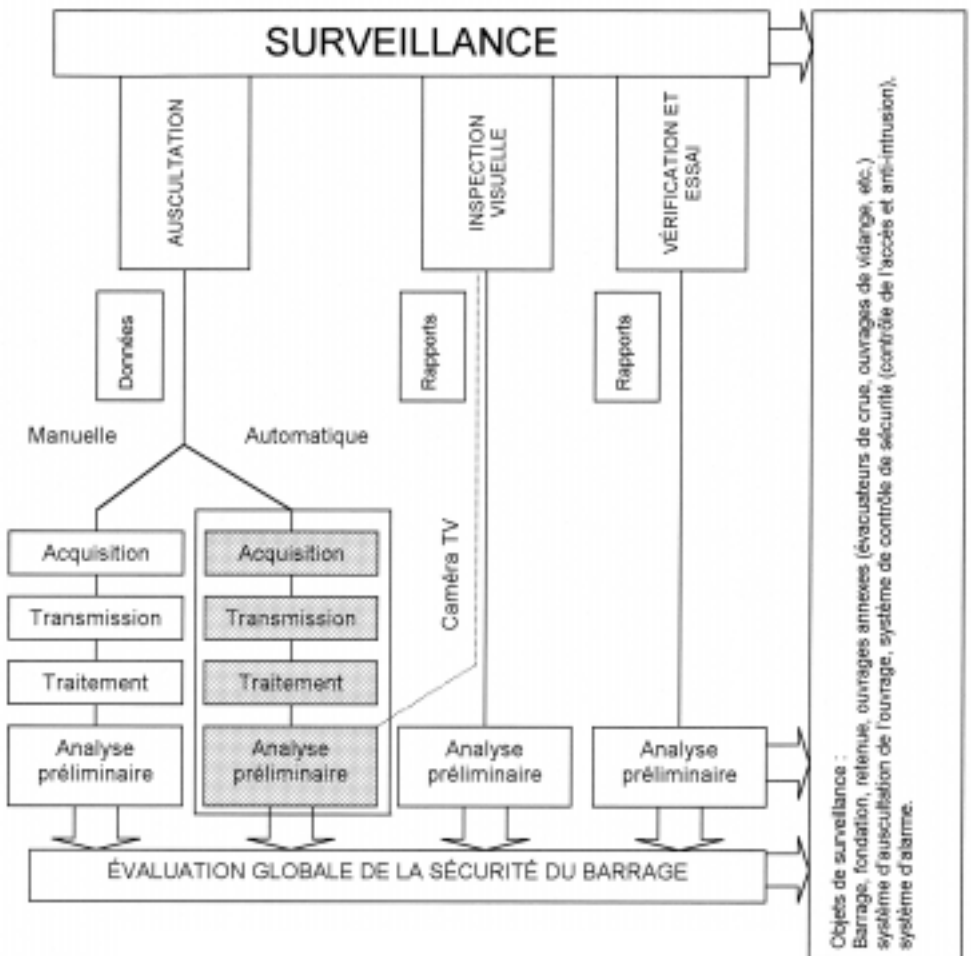 SURVEILLANCE
AUSCULTATION
INSPECTION
VISUELLE
VÉRIFICATION ET
ESSAI
Données
Rapports
Rapports
Manuelle
Automatique
Caméra TV
Acquisition
Acquisition
Transmission
Transmission
Traitement
Traitement
Analyse
préliminaire
Analyse
préliminaire
Analyse
préliminaire
Analyse
préliminaire
ÉVALUATION GLOBALE DE LA SÉCURITÉ DU BARRAGE
Objets de surveillance :
Barrage, fondation, retenue, ouvrages annexes (évacuateurs de crue, ouvrages de vidange, etc.)
système d'auscultation de l'ouvrage, système de contrôle de sécurité (contrôle de l'accès et anti-intrusion),
système d'alarme.